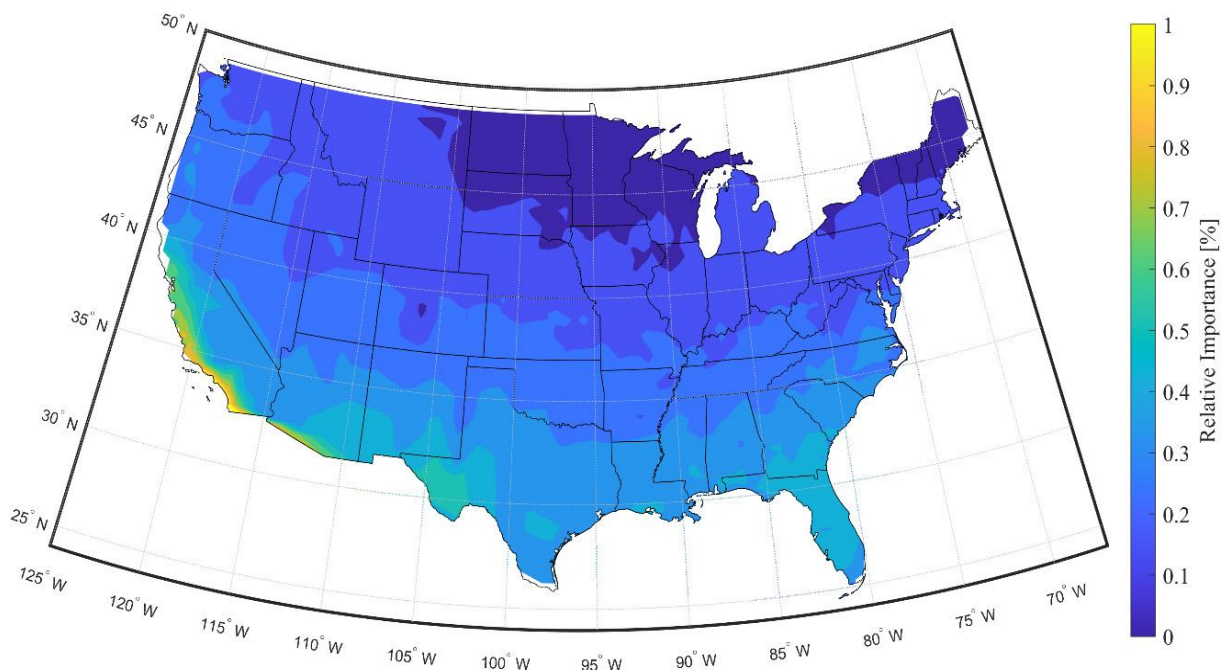 50° N
45° N
40° N
35° N
30° N
25° N
125° W
120° W
115° W
110° W
105° W
100° W
95° W
90° W
85° W
80° W
75° W
70° W
1
0.9
0.8
0.7
0.6
0.5
0.4
0.3
0.2
0.1
0
Relative Importance [%]